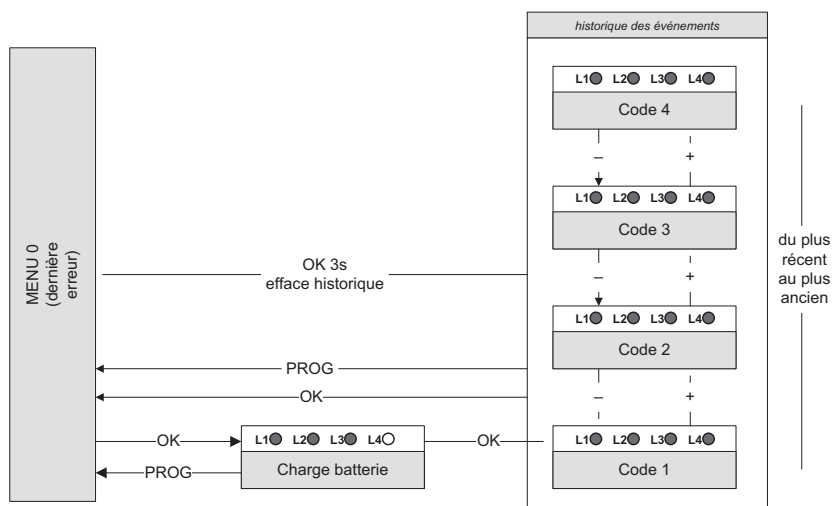 historique des événements
L1 L2 L3 L4
Code 4
–
+
L1 L2 L3 L4
Code 3
–
+
L1 L2 L3 L4
Code 2
–
+
L1 L2 L3 L4
Code 1
MENU 0
(dernière
erreur)
OK 3s
efface historique
PROG
OK
OK
L1 L2 L3 L4
Charge batterie
OK
PROG
du plus
récent
au plus
ancien